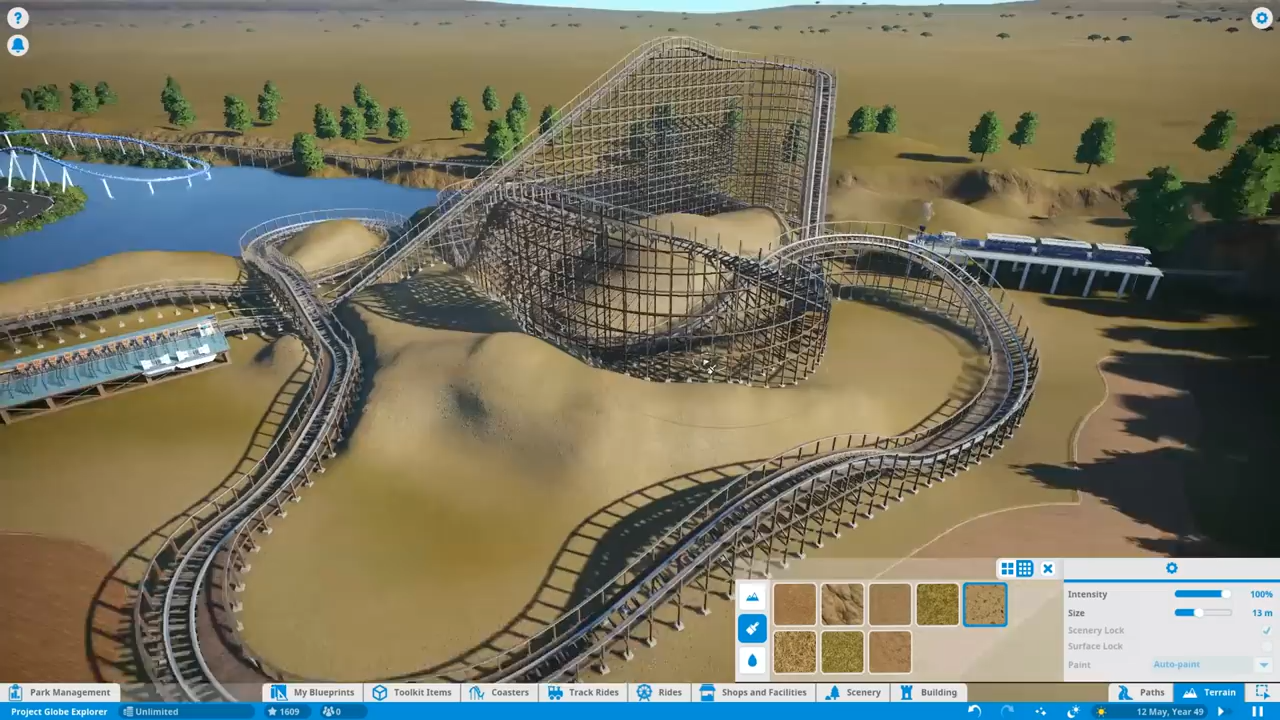 Intensity 100%
Size 13 m
Scenery Lock
Surface Lock
Paint Auto-paint
Park Management My Blueprints Toolkit Items Coasters Track Rides Rides Shops and Facilities Scenery Building Paths Terrain
Project Globe Explorer Unlimited 1609 0 12 May, Year 49